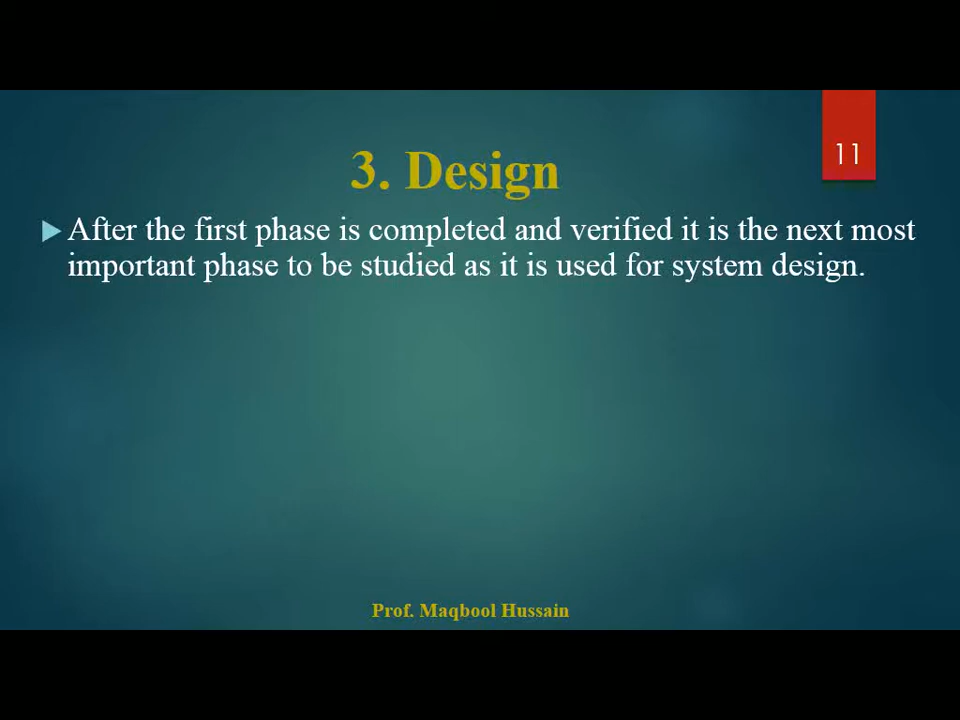 11
3. Design
After the first phase is completed and verified it is the next most
important phase to be studied as it is used for system design.
Prof. Maqbool Hussain